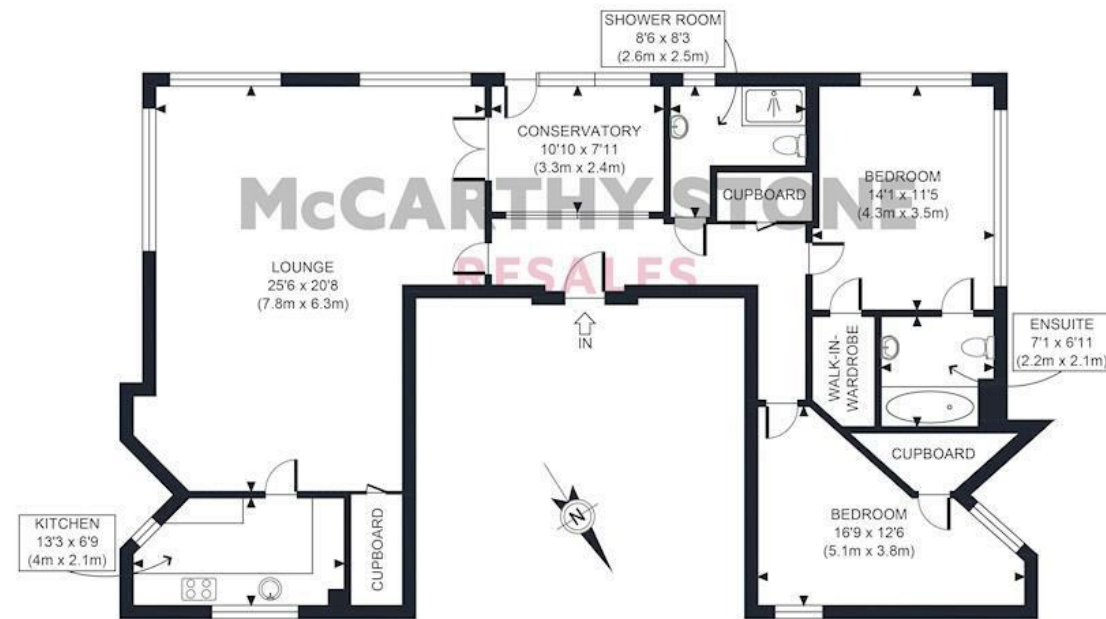 SHOWER ROOM
8'6 x 8'3
(2.6m x 2.5m)
CONSERVATORY
10'10 x 7'11
(3.3m x 2.4m)
CUPBOARD
BEDROOM
14'1 x 11'5
(4.3m x 3.5m)
McCARTHY STONE
RESALES
LOUNGE
25'6 x 20'8
(7.8m x 6.3m)
IN
WALK-IN-
WARDROBE
ENSUITE
7'1 x 6'11
(2.2m x 2.1m)
CUPBOARD
KITCHEN
13'3 x 6'9
(4m x 2.1m)
CUPBOARD
N
BEDROOM
16'9 x 12'6
(5.1m x 3.8m)